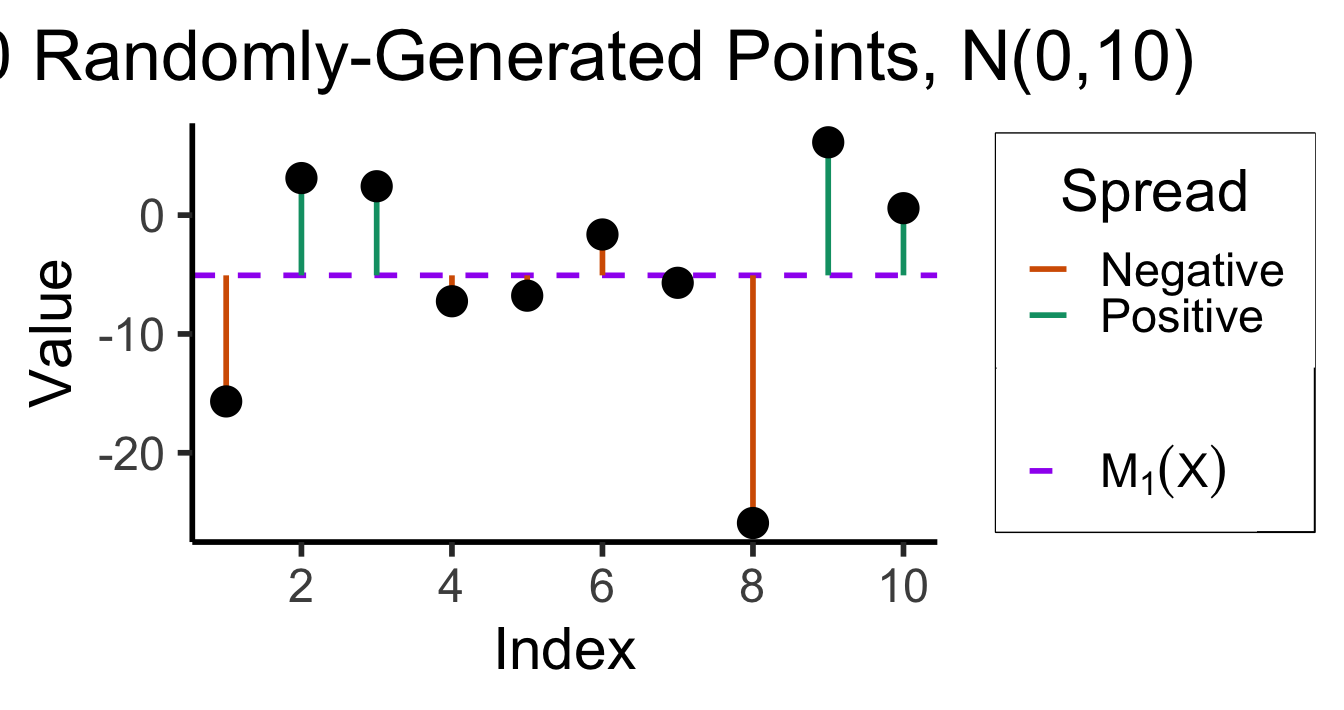 0 Randomly-Generated Points, N(0,10)
Value
0
-10
-20
2 4 6 8 10
Index
Spread
Negative
Positive
M₁(X)